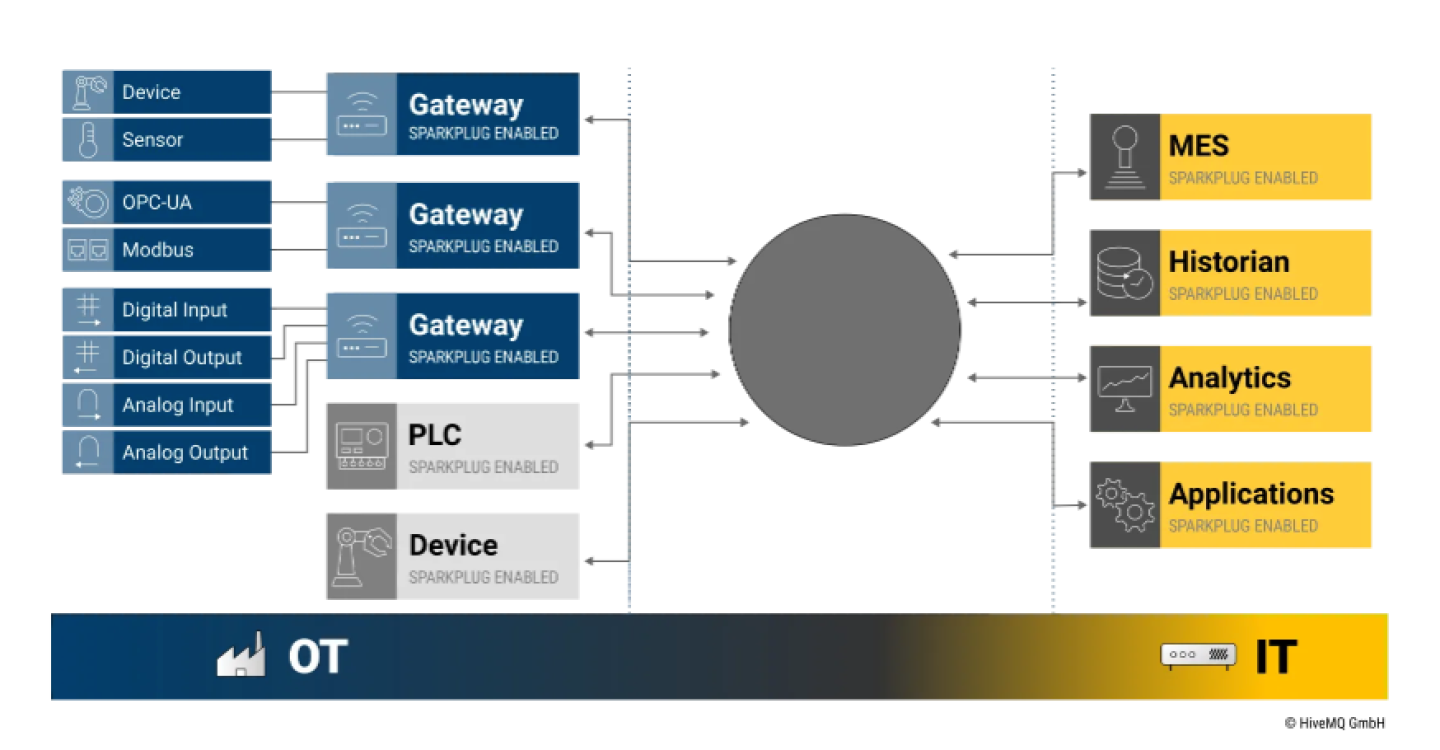 Device
Sensor
OPC-UA
Modbus
Digital Input
Digital Output
Analog Input
Analog Output
Gateway
SPARKPLUG ENABLED
Gateway
SPARKPLUG ENABLED
Gateway
SPARKPLUG ENABLED
PLC
SPARKPLUG ENABLED
Device
SPARKPLUG ENABLED
MES
SPARKPLUG ENABLED
Historian
SPARKPLUG ENABLED
Analytics
SPARKPLUG ENABLED
Applications
SPARKPLUG ENABLED
OT
IT
© HiveMQ GmbH